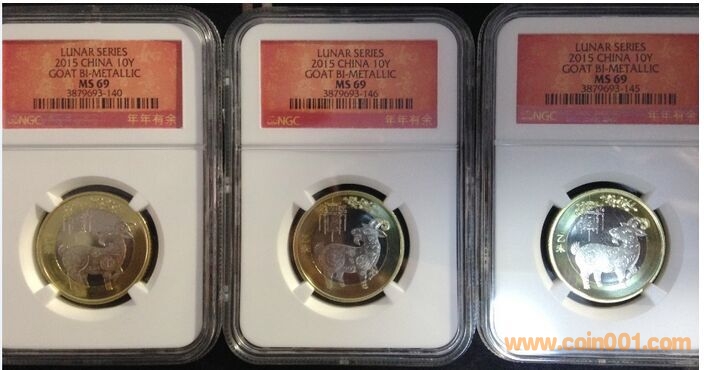 LUNAR SERIES
2015 CHINA 10Y
GOAT BI-METALLIC
MS 69
3879693-140
NGC 年年有余
LUNAR SERIES
2015 CHINA 10Y
GOAT BI-METALLIC
MS 69
3879693-146
NGC 年年有余
LUNAR SERIES
2015 CHINA 10Y
GOAT BI-METALLIC
MS 69
3879693-145
NGC 年年有余
www.coin001.com